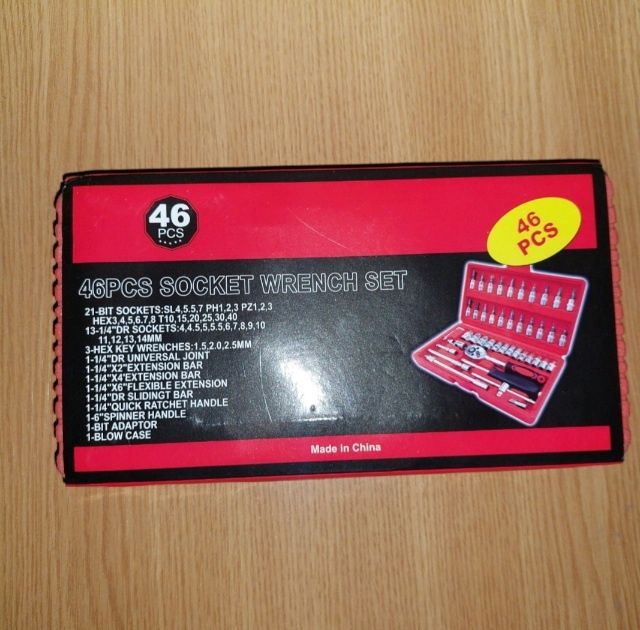 46
PCS
46
PCS
46PCS SOCKET WRENCH SET
21-BIT SOCKETS:SL4,5.5,7 PH1,2,3 PZ1,2,3
HEX3,4,5,6,7,8 T10,15,20,25,30,40
13-1/4"DR SOCKETS:4,4.5,5,5.5,6,7,8,9,10
11,12,13,14MM
3-HEX KEY WRENCHES:1.5,2.0,2.5MM
1-1/4"DR UNIVERSAL JOINT
1-1/4"X2"EXTENSION BAR
1-1/4"X4"EXTENSION BAR
1-1/4"X6"FLEXIBLE EXTENSION
1-1/4"DR SLIDINGT BAR
1-1/4"QUICK RATCHET HANDLE
1-6"SPINNER HANDLE
1-BIT ADAPTOR
1-BLOW CASE
Made in China